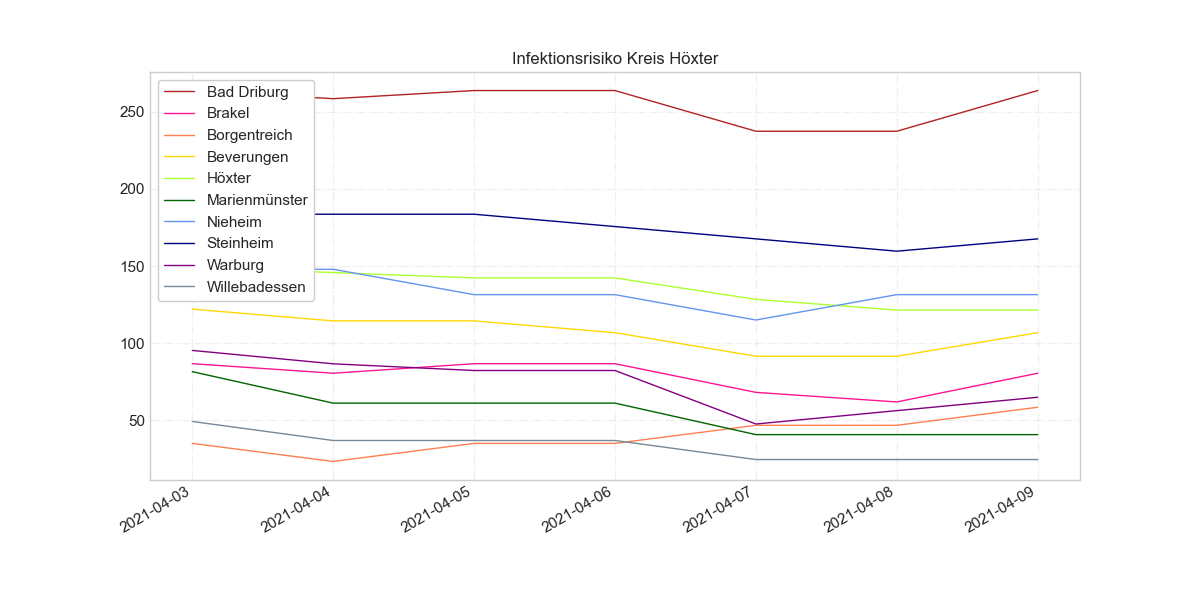 Infektionsrisiko Kreis Höxter
Bad Driburg
Brakel
Borgentreich
Beverungen
Höxter
Marienmünster
Nieheim
Steinheim
Warburg
Willebadessen
250
200
150
100
50
2021-04-03
2021-04-04
2021-04-05
2021-04-06
2021-04-07
2021-04-08
2021-04-09